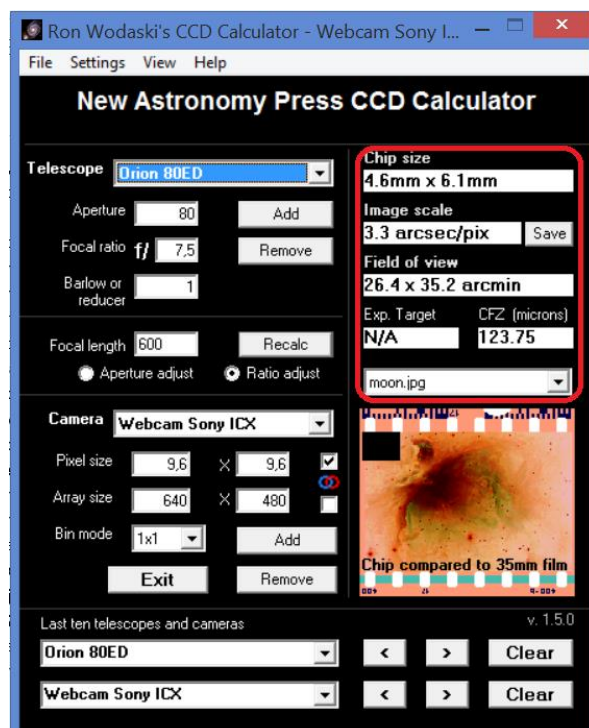 Ron Wodaski's CCD Calculator - Webcam Sony I...
File Settings View Help
New Astronomy Press CCD Calculator
Telescope Orion 80ED
Aperture 80 Add
Focal ratio f/ 7,5 Remove
Barlow or reducer 1
Focal length 600 Recalc
Aperture adjust Ratio adjust
Camera Webcam Sony ICX
Pixel size 9,6 X 9,6
Array size 640 X 480
Bin mode 1x1 Add
Exit Remove
Chip size
4.6mm x 6.1mm
Image scale
3.3 arcsec/pix Save
Field of view
26.4 x 35.2 arcmin
Exp. Target CFZ (microns)
N/A 123.75
moon.jpg
Chip compared to 35mm film
Last ten telescopes and cameras v. 1.5.0
Orion 80ED < > Clear
Webcam Sony ICX < > Clear